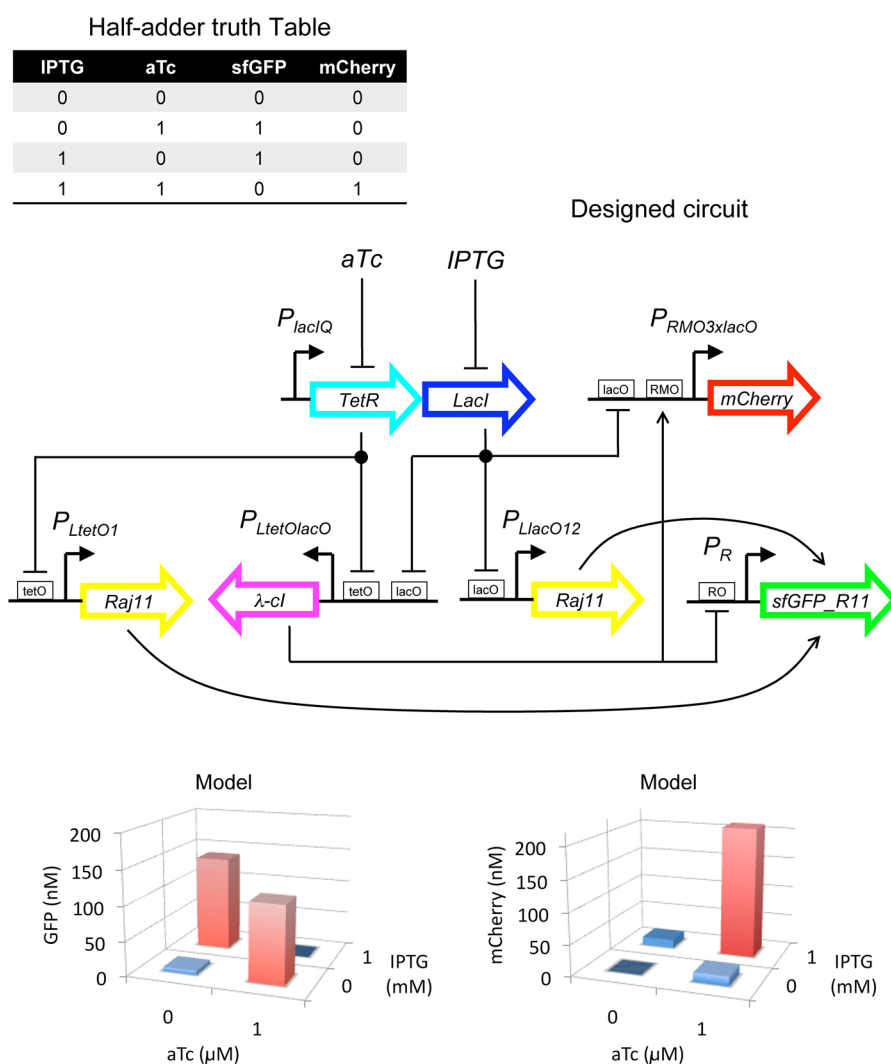 Half-adder truth Table
IPTG aTc sfGFP mCherry
0 0 0 0
0 1 1 0
1 0 1 0
1 1 0 1
Designed circuit
aTc IPTG
PlacIQ PRMO3xlacO
lacO RMO
TetR LacI mCherry
PLtetO1 PLtetOlacO PLlacO12 PR
tetO tetO lacO lacO RO
Raj11 λ-cI Raj11 sfGFP_R11
Model
200
150
100
50
0
GFP (nM)
1
0
IPTG
(mM)
0
1
aTc (µM)
Model
200
150
100
50
0
mCherry (nM)
1
0
IPTG
(mM)
0
1
aTc (µM)